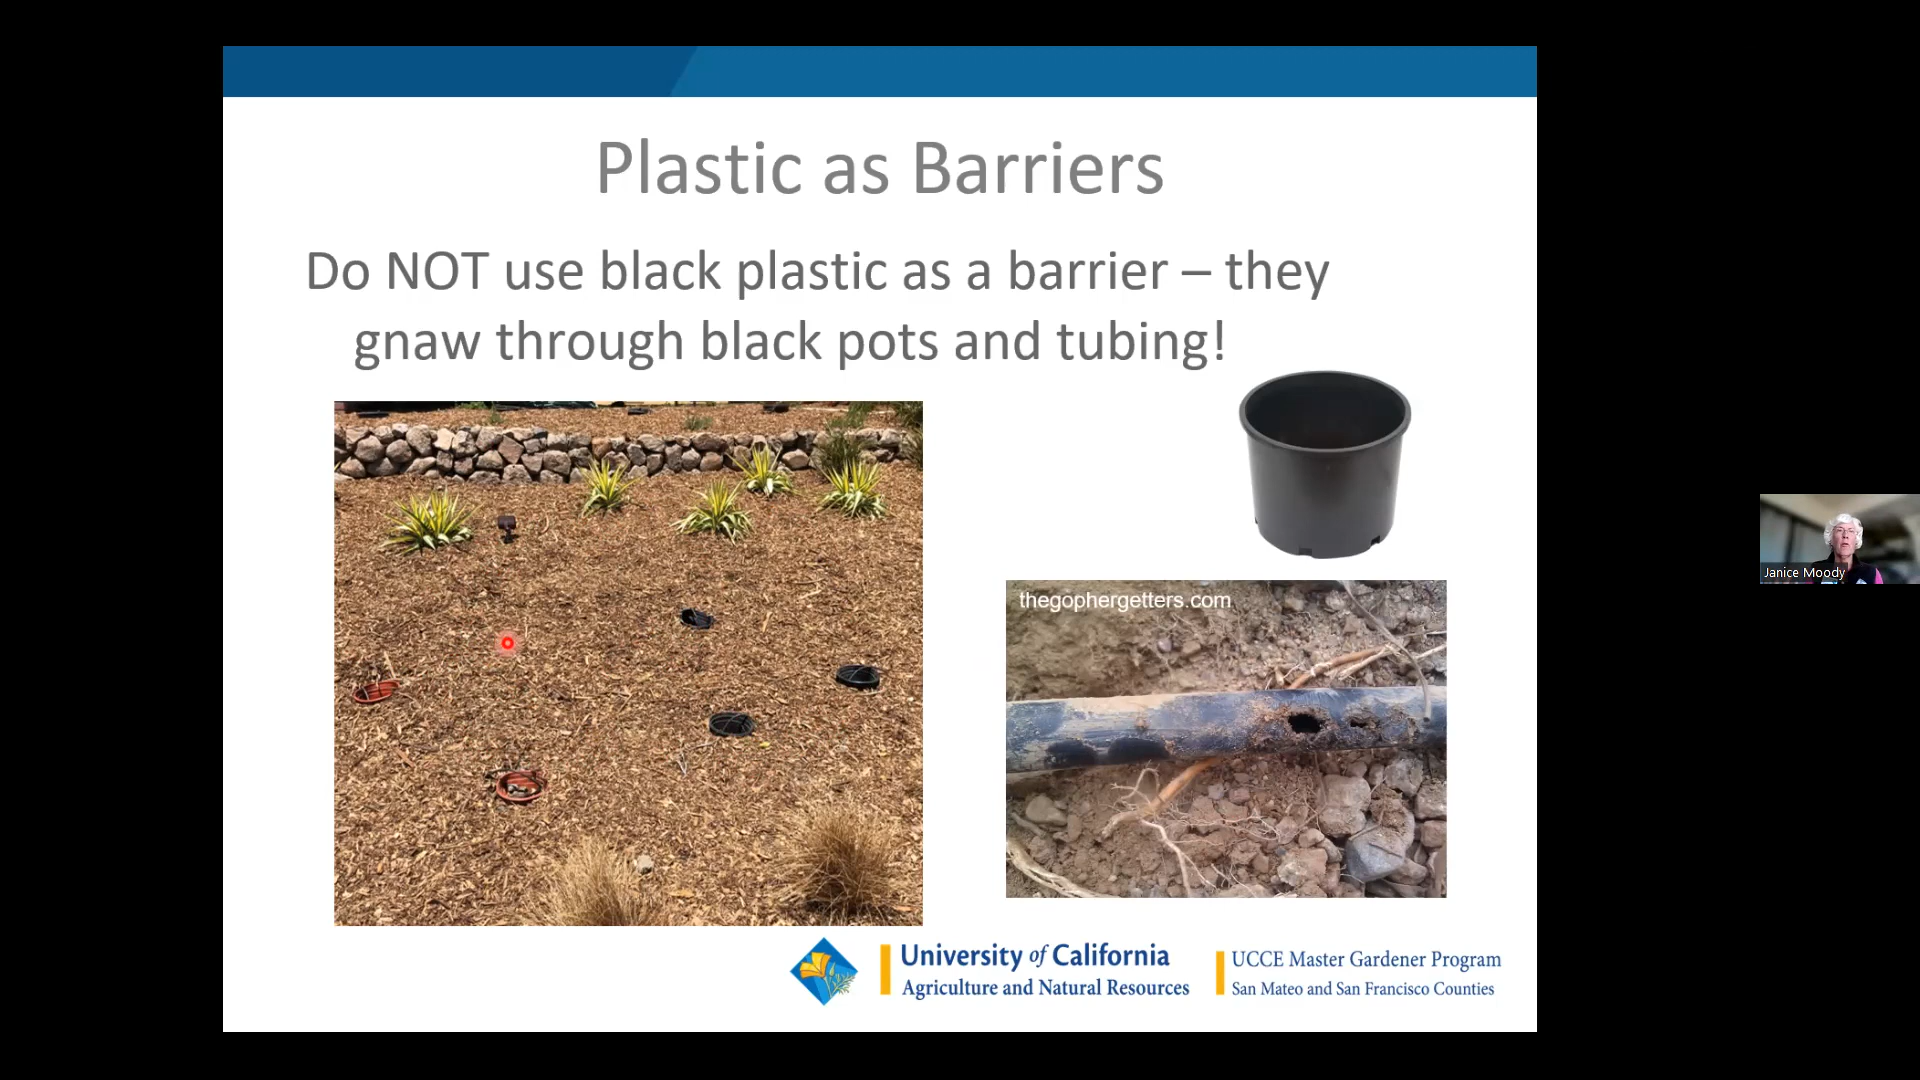 Plastic as Barriers
Do NOT use black plastic as a barrier – they
gnaw through black pots and tubing!
thegophergetters.com
Janice Moody
University of California
Agriculture and Natural Resources
UCCE Master Gardener Program
San Mateo and San Francisco Counties